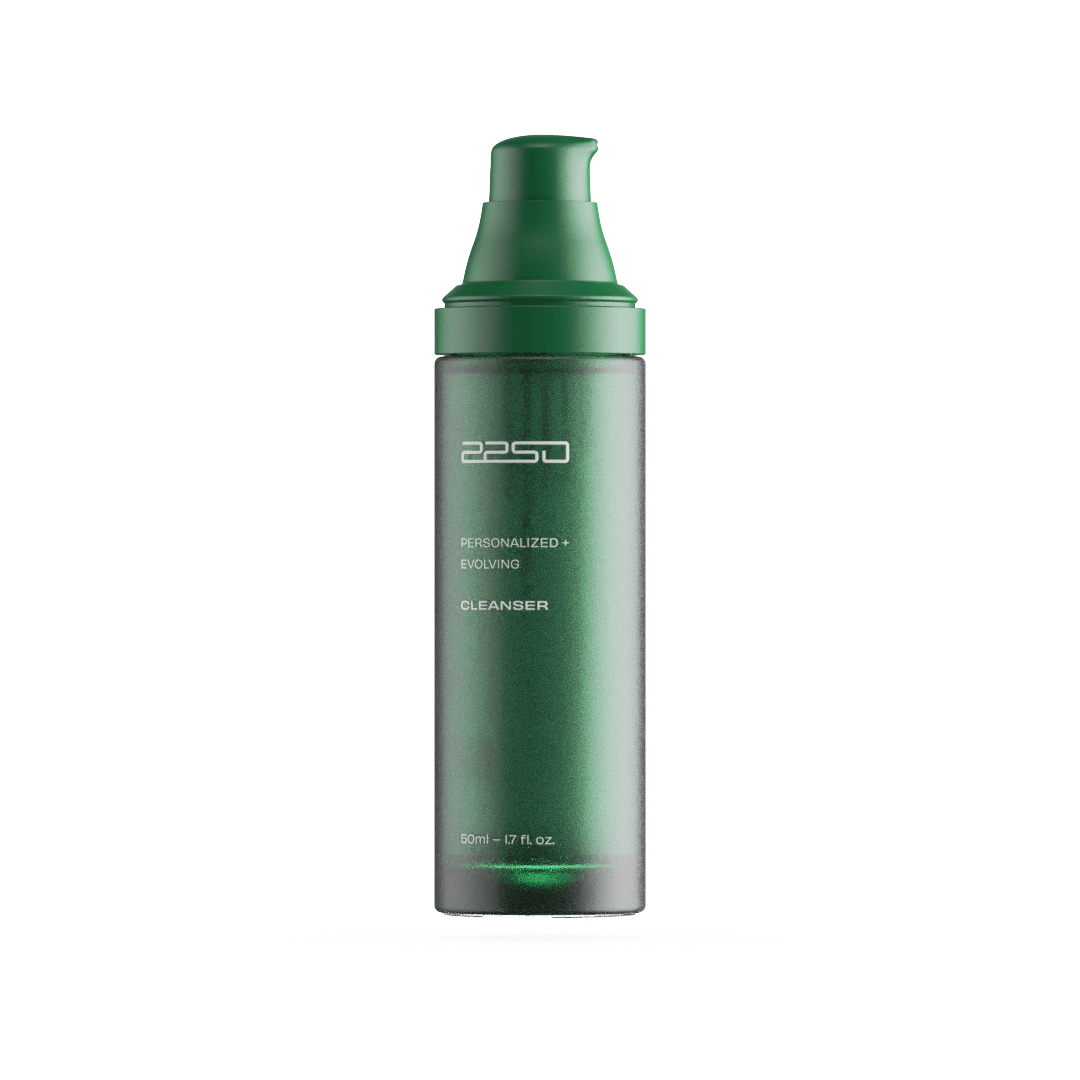 2250
PERSONALIZED +
EVOLVING
CLEANSER
50ml – 1.7 fl. oz.